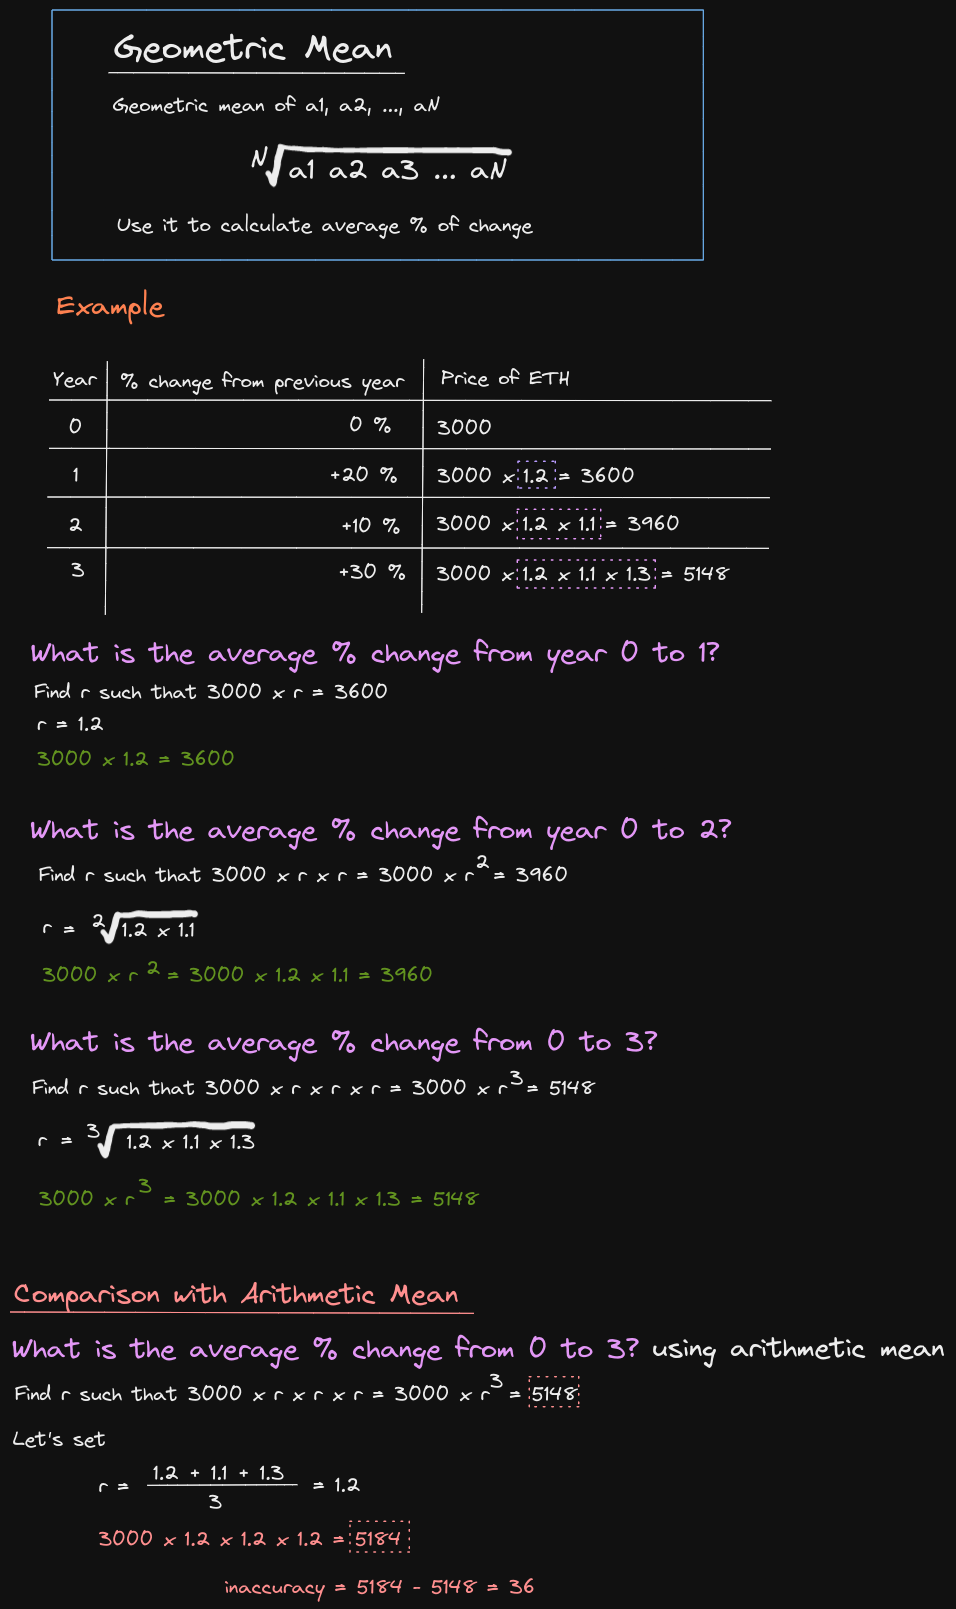 Geometric Mean
Geometric mean of a1, a2, ..., aN
N√a1 a2 a3 ... aN
Use it to calculate average % of change
Example
Year % change from previous year Price of ETH
0 0 % 3000
1 +20 % 3000 x 1.2 = 3600
2 +10 % 3000 x 1.2 x 1.1 = 3960
3 +30 % 3000 x 1.2 x 1.1 x 1.3 = 5148
What is the average % change from year 0 to 1?
Find r such that 3000 x r = 3600
r = 1.2
3000 x 1.2 = 3600
What is the average % change from year 0 to 2?
Find r such that 3000 x r x r = 3000 x r^2 = 3960
r = 2√1.2 x 1.1
3000 x r^2 = 3000 x 1.2 x 1.1 = 3960
What is the average % change from 0 to 3?
Find r such that 3000 x r x r x r = 3000 x r^3 = 5148
r = 3√1.2 x 1.1 x 1.3
3000 x r^3 = 3000 x 1.2 x 1.1 x 1.3 = 5148
Comparison with Arithmetic Mean
What is the average % change from 0 to 3? using arithmetic mean
Find r such that 3000 x r x r x r = 3000 x r^3 = 5148
Let's set
1.2 + 1.1 + 1.3
r = = 1.2
3
3000 x 1.2 x 1.2 x 1.2 = 5184
inaccuracy = 5184 - 5148 = 36